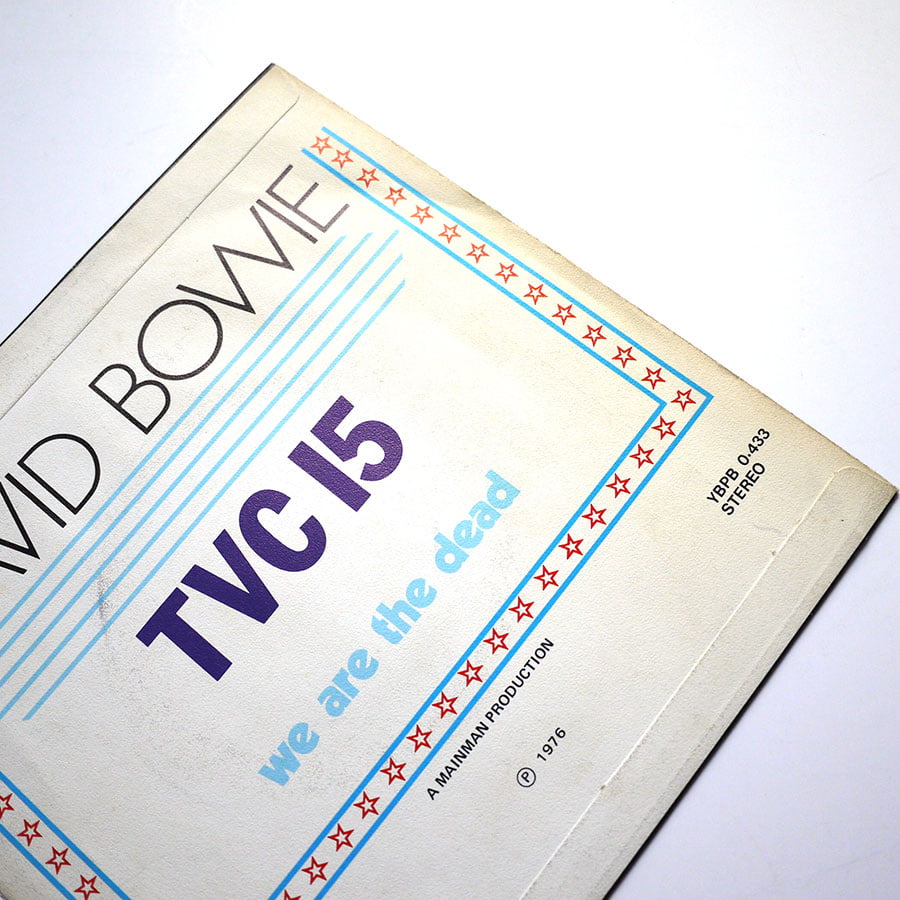 VID BOWIE
TVC 15
we are the dead
YBPB 0·433
STEREO
A MAINMAN PRODUCTION
Ⓟ 1976